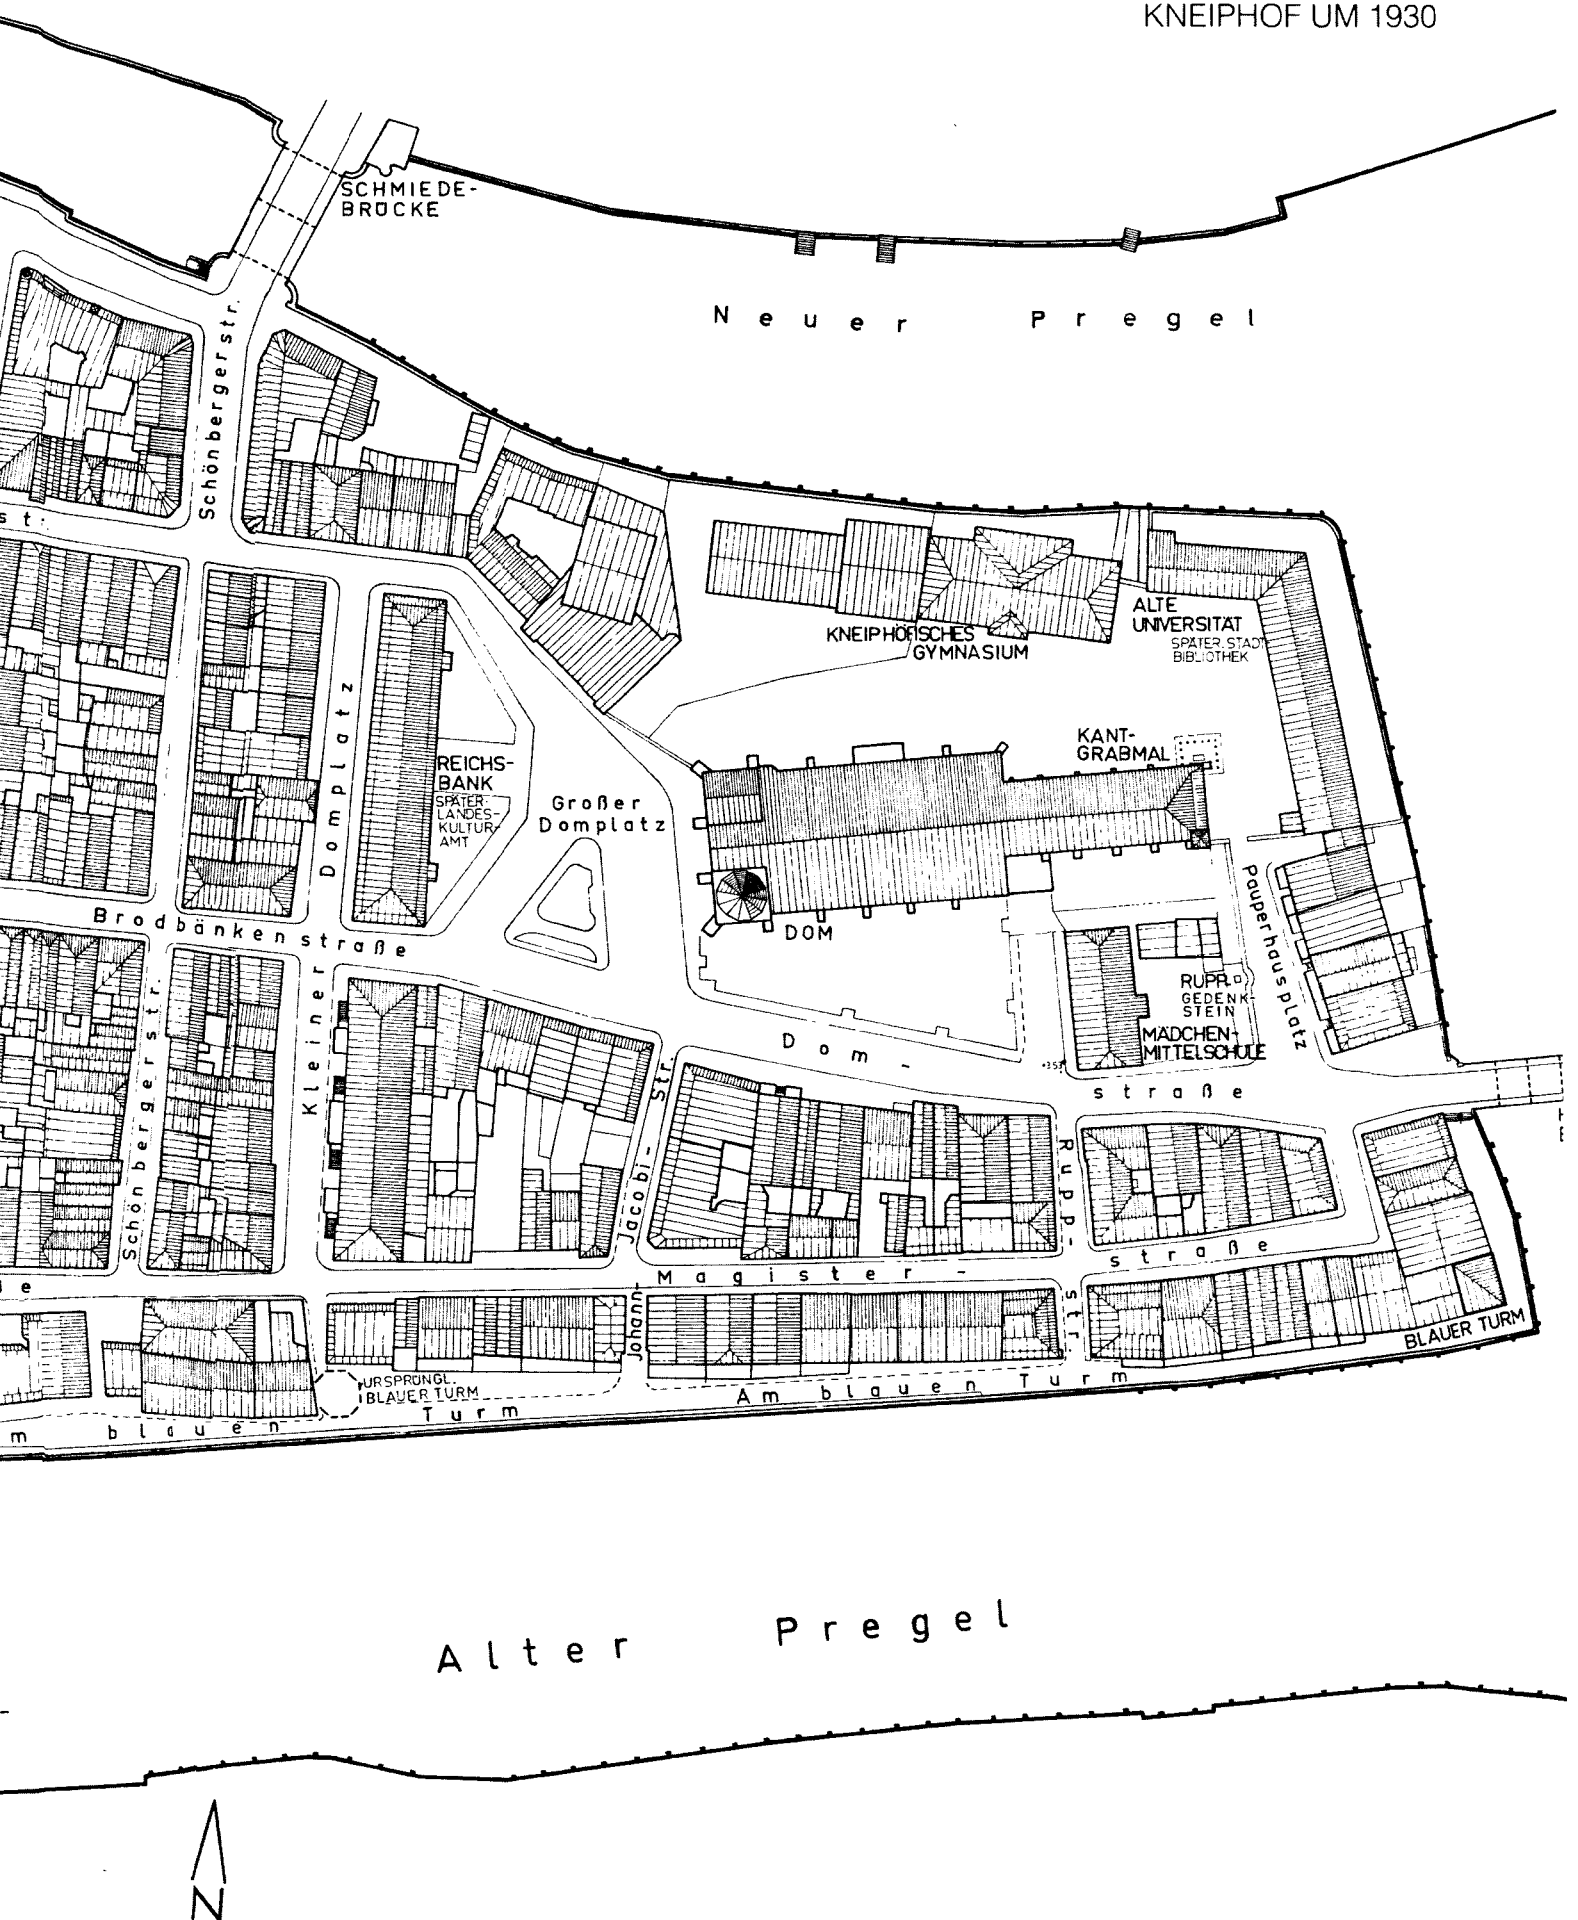 KNEIPHOF UM 1930
SCHMIEDE-
BRÜCKE
Neuer Pregel
Schönbergerstr.
st.
ALTE
UNIVERSITÄT
SPÄTER STADT
BIBLIOTHEK
KNEIPHÖFISCHES
GYMNASIUM
Domplatz
KANT-
GRABMAL
REICHS-
BANK
SPÄTER
LANDES-
KULTUR-
AMT
Großer
Domplatz
Pauperhausplatz
Brodbänkenstraße
DOM
RUPP-
GEDENK-
STEIN
MÄDCHEN-
MITTELSCHULE
Kleiner
Schönbergerstr.
Dom-
straße
+353
Jacobi-
Str.
Rupp-
str.
Magister-
straße
Johann-
BLAUER TURM
URSPRÜNGL.
BLAUER TURM
Am blauen Turm
m blauen Turm
Alter Pregel
N